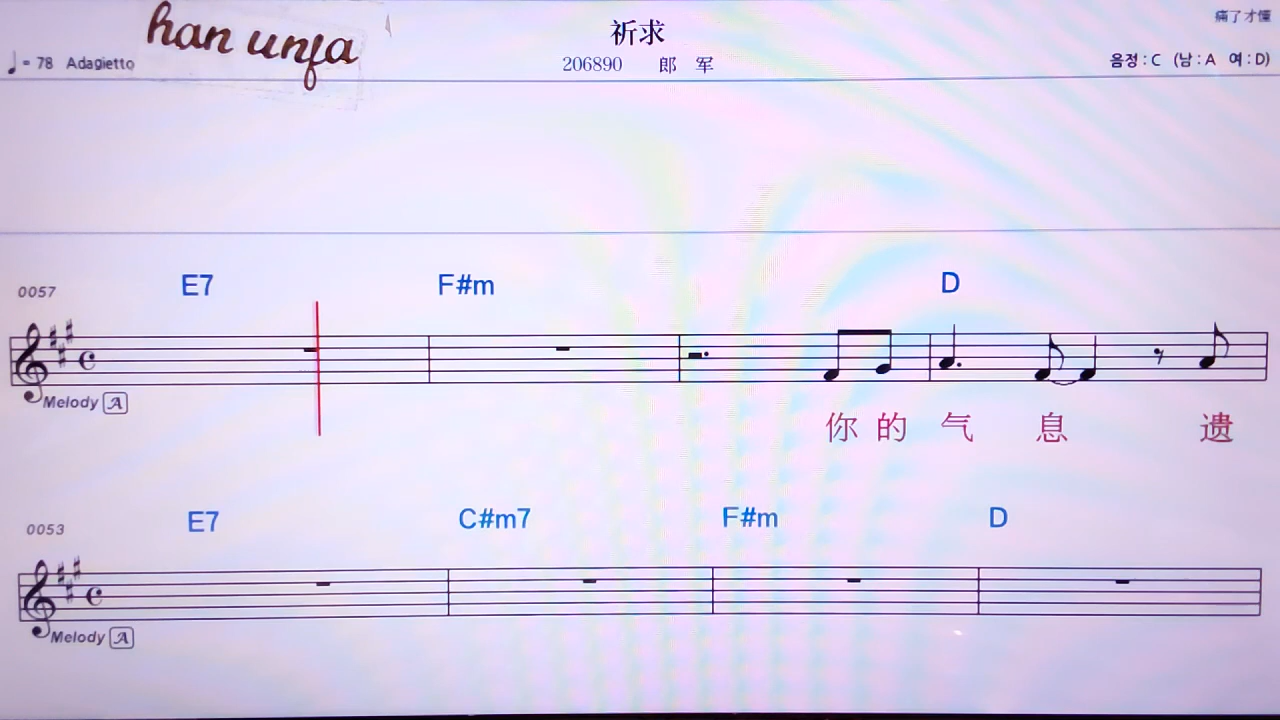 han unja
痛了才懂
祈求
♩= 78 Adagietto
206890 郎 军
음정 : C (남 : A 여 : D)
0057 E7 F#m D
Melody A
你 的 气 息 遗
0053 E7 C#m7 F#m D
Melody A